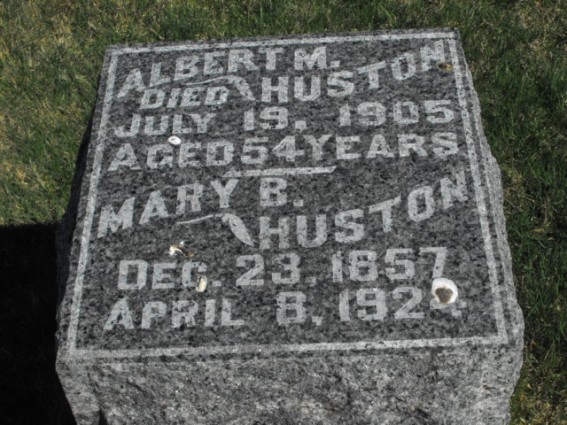 ALBERT M.
HUSTON
DIED
JULY 19. 1905
AGED 54 YEARS
MARY B.
HUSTON
DEC. 23, 1857
APRIL 8, 1924